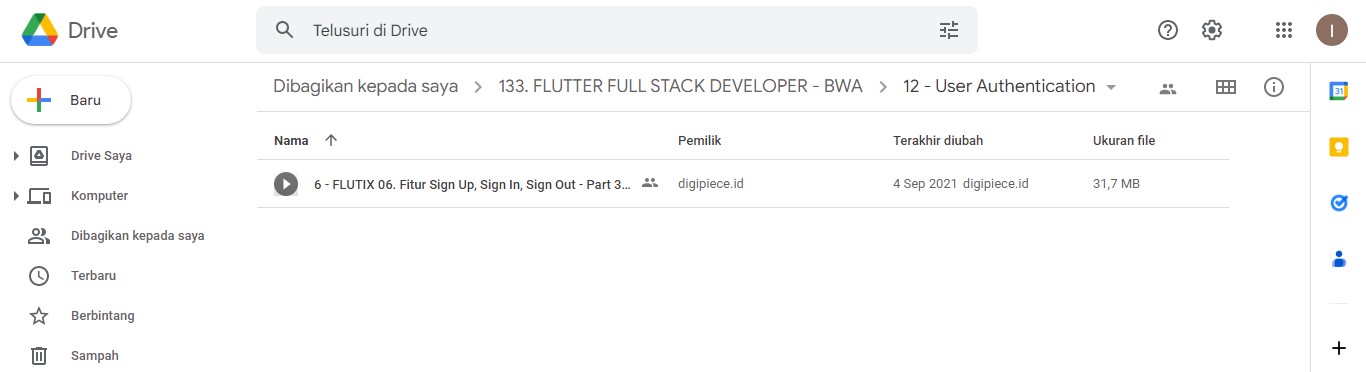 Drive
Telusuri di Drive
I
Baru
Drive Saya
Komputer
Dibagikan kepada saya
Terbaru
Berbintang
Sampah
Dibagikan kepada saya > 133. FLUTTER FULL STACK DEVELOPER - BWA > 12 - User Authentication
Nama Pemilik Terakhir diubah Ukuran file
6 - FLUTIX 06. Fitur Sign Up, Sign In, Sign Out - Part 3... digipiece.id 4 Sep 2021 digipiece.id 31,7 MB
31